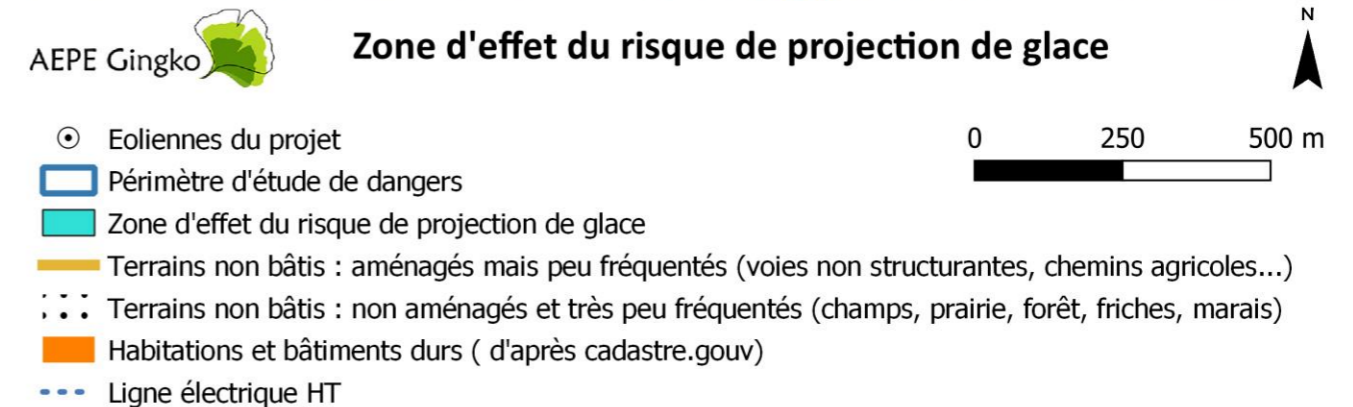 AEPE Gingko
Zone d'effet du risque de projection de glace
N
Eoliennes du projet
0 250 500 m
Périmètre d'étude de dangers
Zone d'effet du risque de projection de glace
Terrains non bâtis : aménagés mais peu fréquentés (voies non structurantes, chemins agricoles...)
Terrains non bâtis : non aménagés et très peu fréquentés (champs, prairie, forêt, friches, marais)
Habitations et bâtiments durs ( d'après cadastre.gouv)
Ligne électrique HT